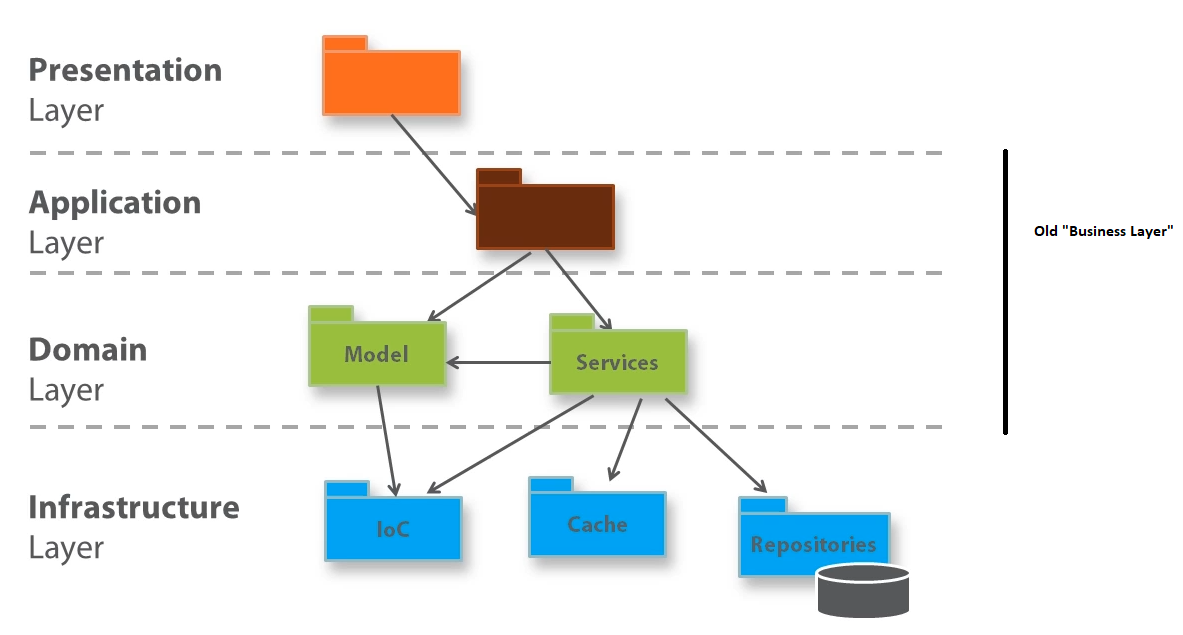 Presentation
Layer
Application
Layer
Old "Business Layer"
Domain
Layer
Model
Services
Infrastructure
Layer
IoC
Cache
Repositories